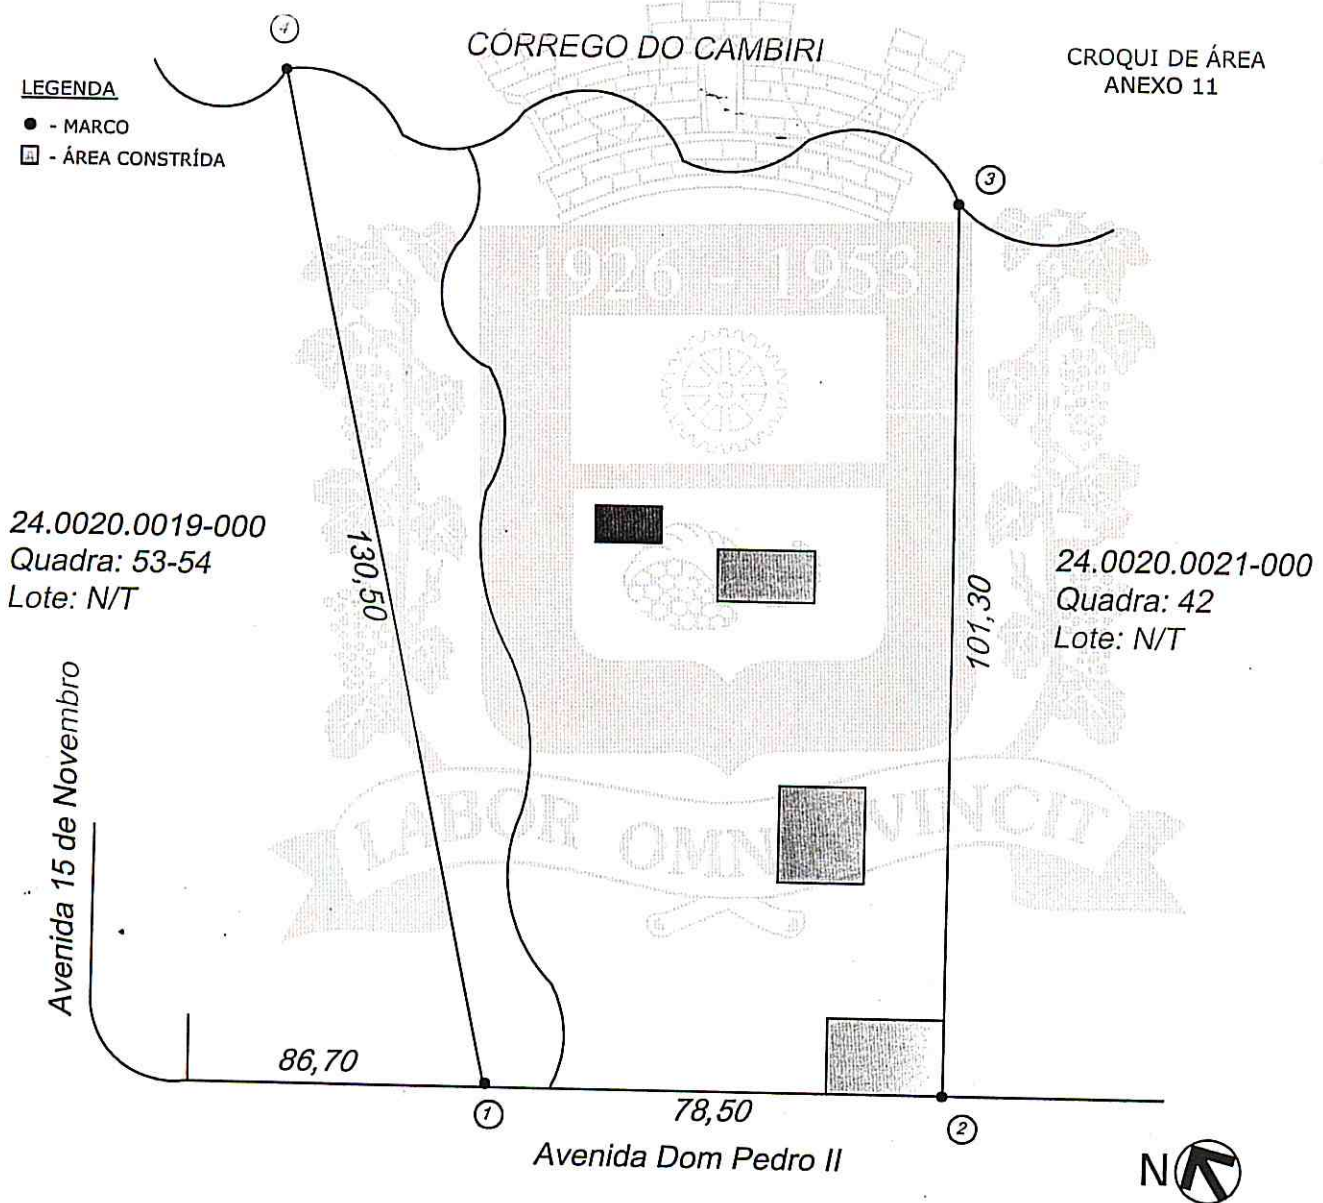 4
CÓRREGO DO CAMBIRI
CROQUI DE ÁREA
ANEXO 11
LEGENDA
- MARCO
- ÁREA CONSTRÍDA
3
1926 - 1953
24.0020.0019-000
Quadra: 53-54
Lote: N/T
130,50
101,30
24.0020.0021-000
Quadra: 42
Lote: N/T
Avenida 15 de Novembro
LABOR OMN VINCIT
86,70
1
78,50
2
Avenida Dom Pedro II
N